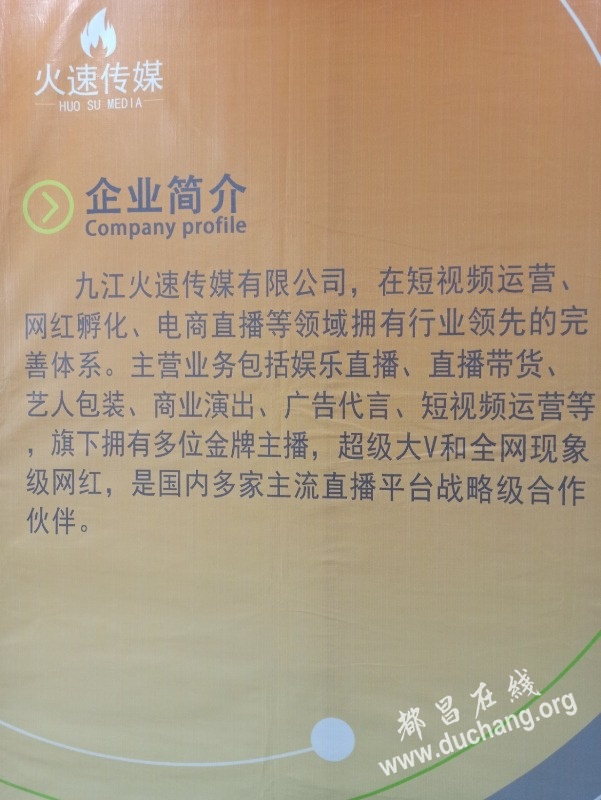 火速传媒
HUO SU MEDIA
企业简介
Company profile
九江火速传媒有限公司，在短视频运营、
网红孵化、电商直播等领域拥有行业领先的完
善体系。主营业务包括娱乐直播、直播带货、
艺人包装、商业演出、广告代言、短视频运营等
，旗下拥有多位金牌主播，超级大V和全网现象
级网红，是国内多家主流直播平台战略级合作
伙伴。
都昌在綫
www.duchang.org